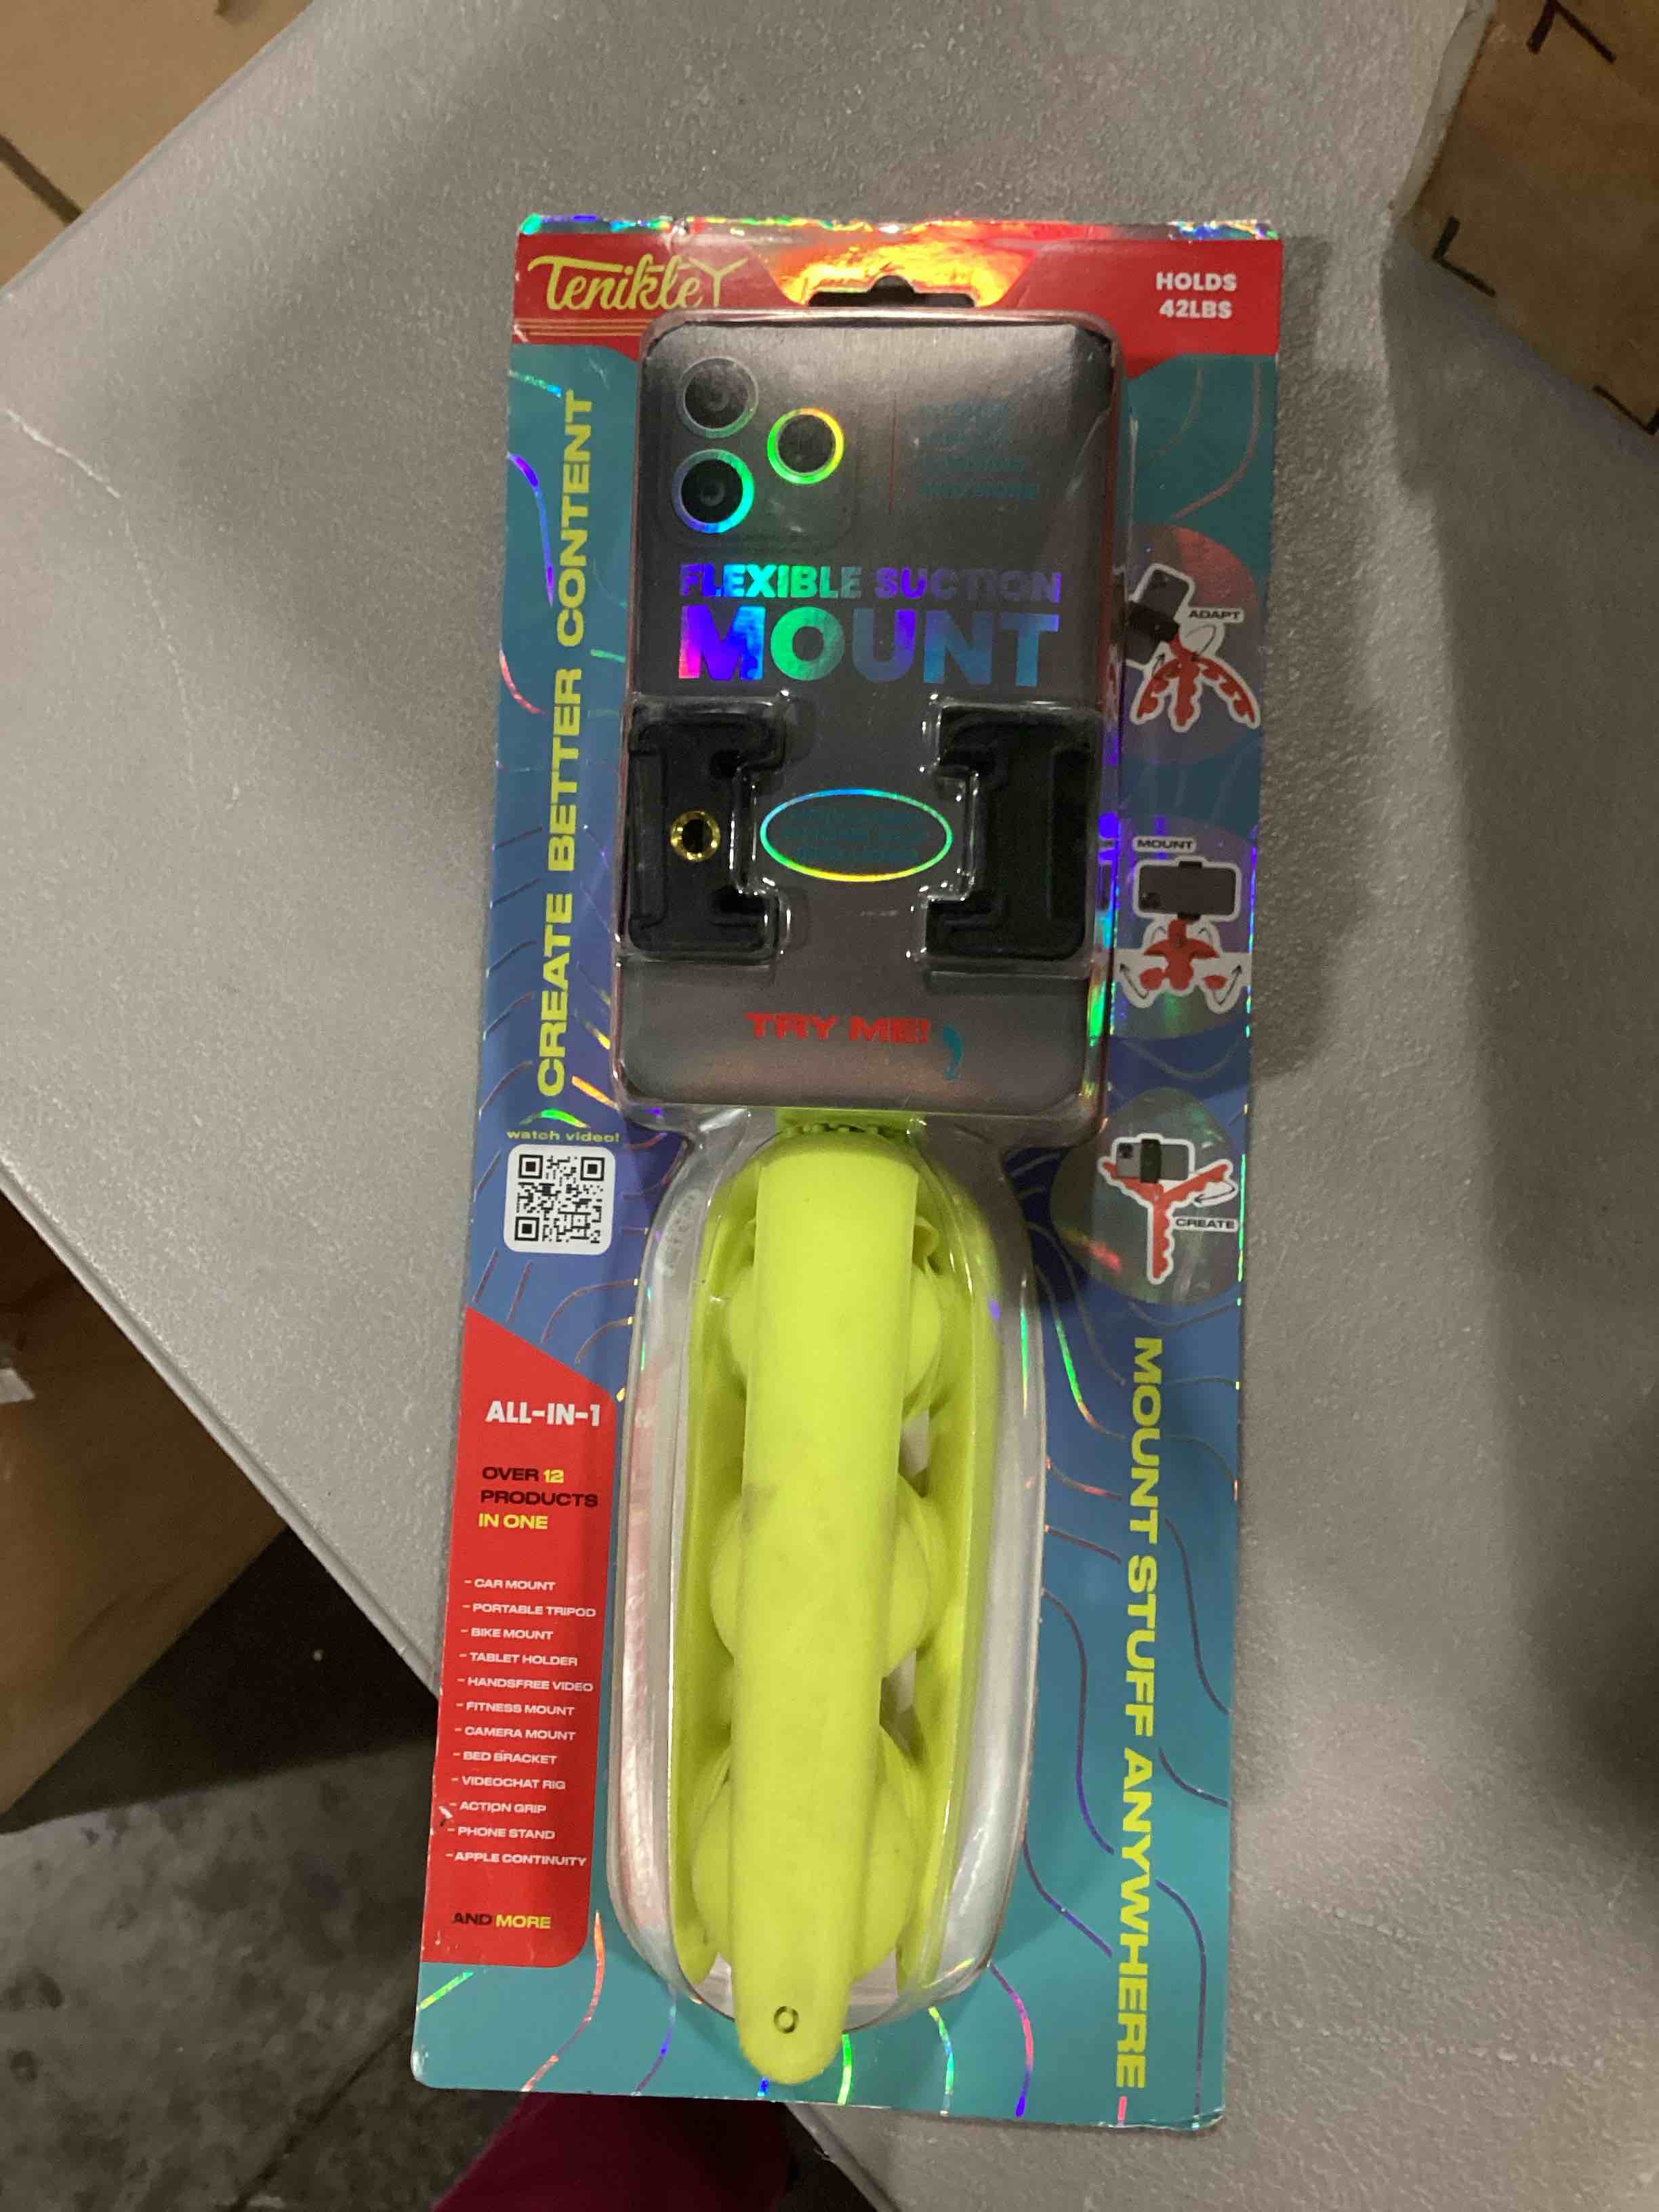 Tenikle
HOLDS
42LBS
CREATE BETTER CONTENT
AND MORE
FLEXIBLE SUCTION
MOUNT
ADAPT
MOUNT
TRY ME!
watch video!
CREATE
ALL-IN-1
OVER 12
PRODUCTS
IN ONE
- CAR MOUNT
- PORTABLE TRIPOD
- BIKE MOUNT
- TABLET HOLDER
- HANDSFREE VIDEO
- FITNESS MOUNT
- CAMERA MOUNT
- BED BRACKET
- VIDEOCHAT RIG
- ACTION GRIP
- PHONE STAND
- APPLE CONTINUITY
AND MORE
MOUNT STUFF ANYWHERE